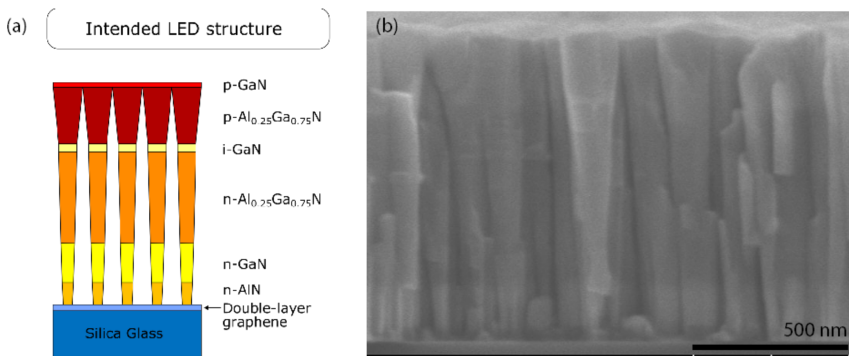 (a)
Intended LED structure
p-GaN
p-Al₀.₂₅Ga₀.₇₅N
i-GaN
n-Al₀.₂₅Ga₀.₇₅N
n-GaN
n-AlN
Double-layer
graphene
Silica Glass
(b)
500 nm